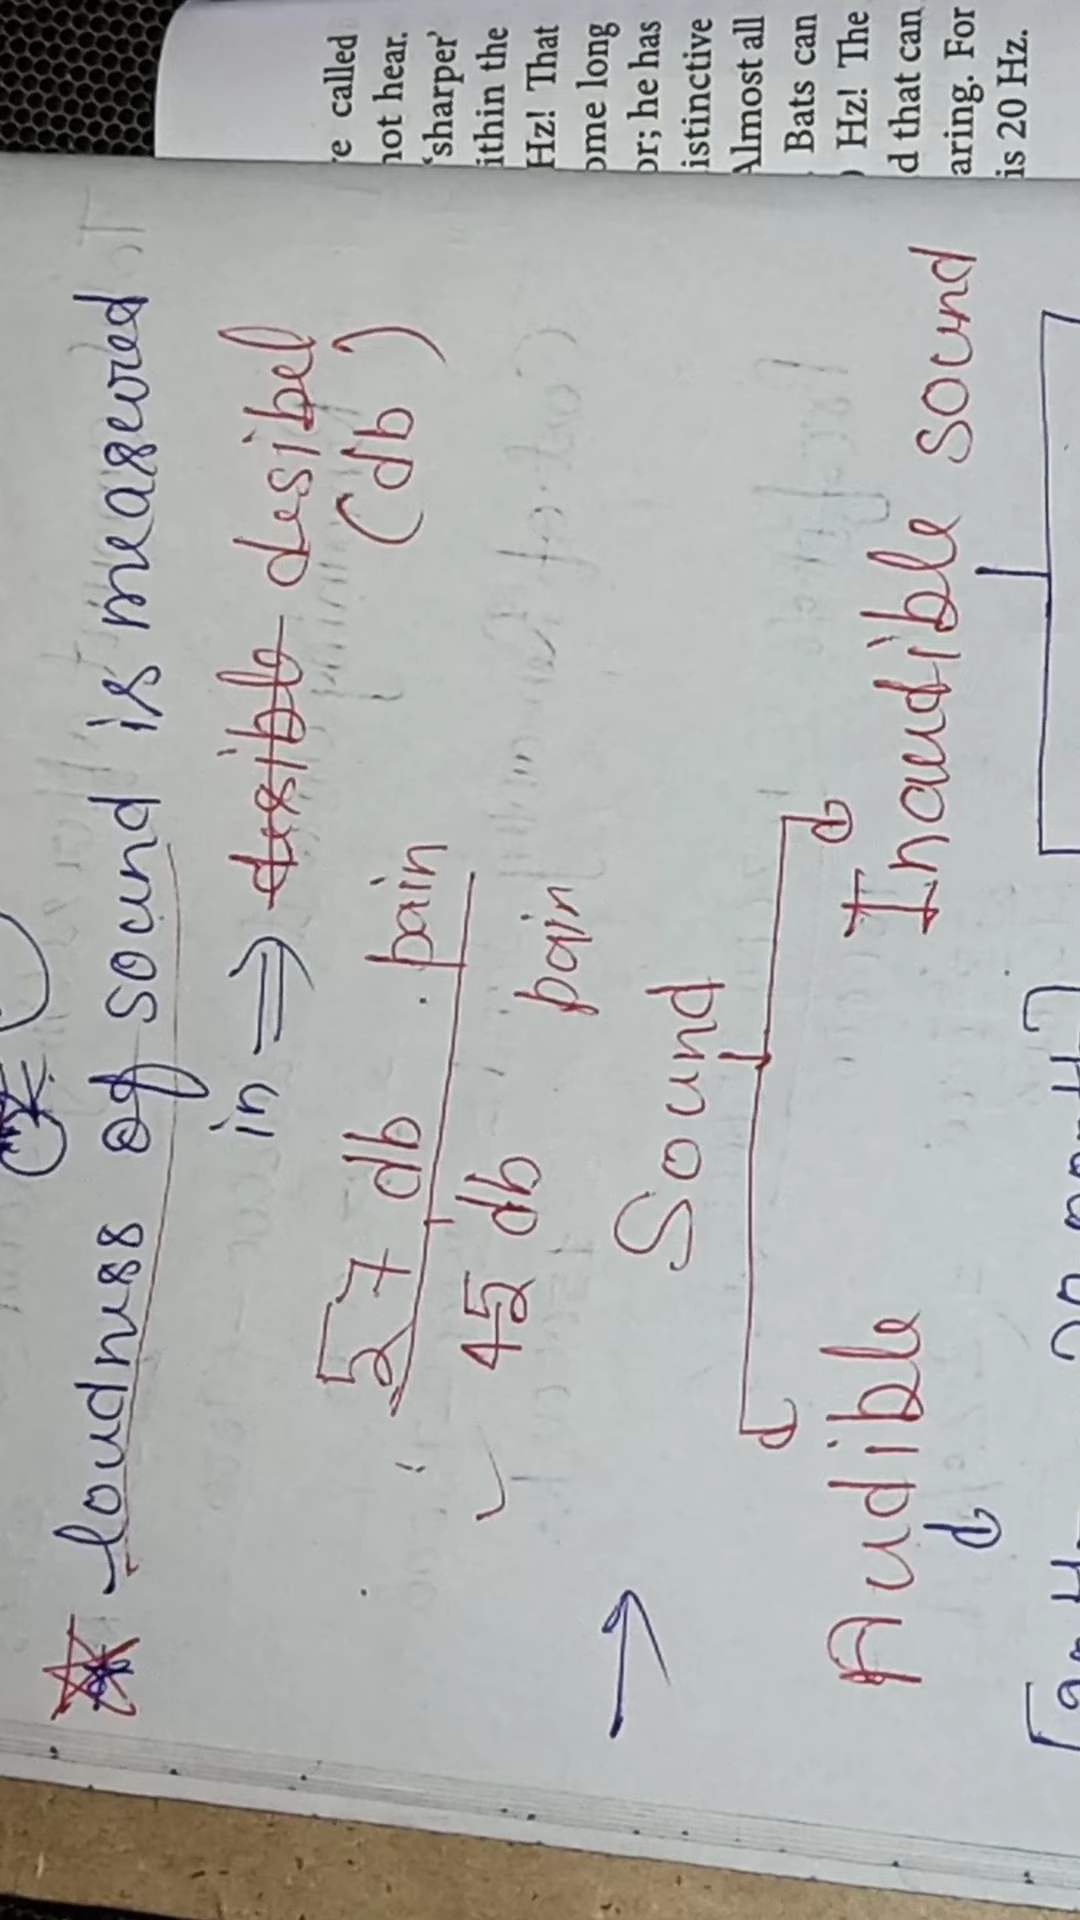 loudness of sound is measured
in ⇒ desible desibel
(db)
57 db . pain
45 db pain
→ Sound
Audible Inaudible sound
e called
not hear.
‘sharper’
ithin the
Hz! That
ome long
or; he has
istinctive
Almost all
Bats can
Hz! The
d that can
aring. For
is 20 Hz.